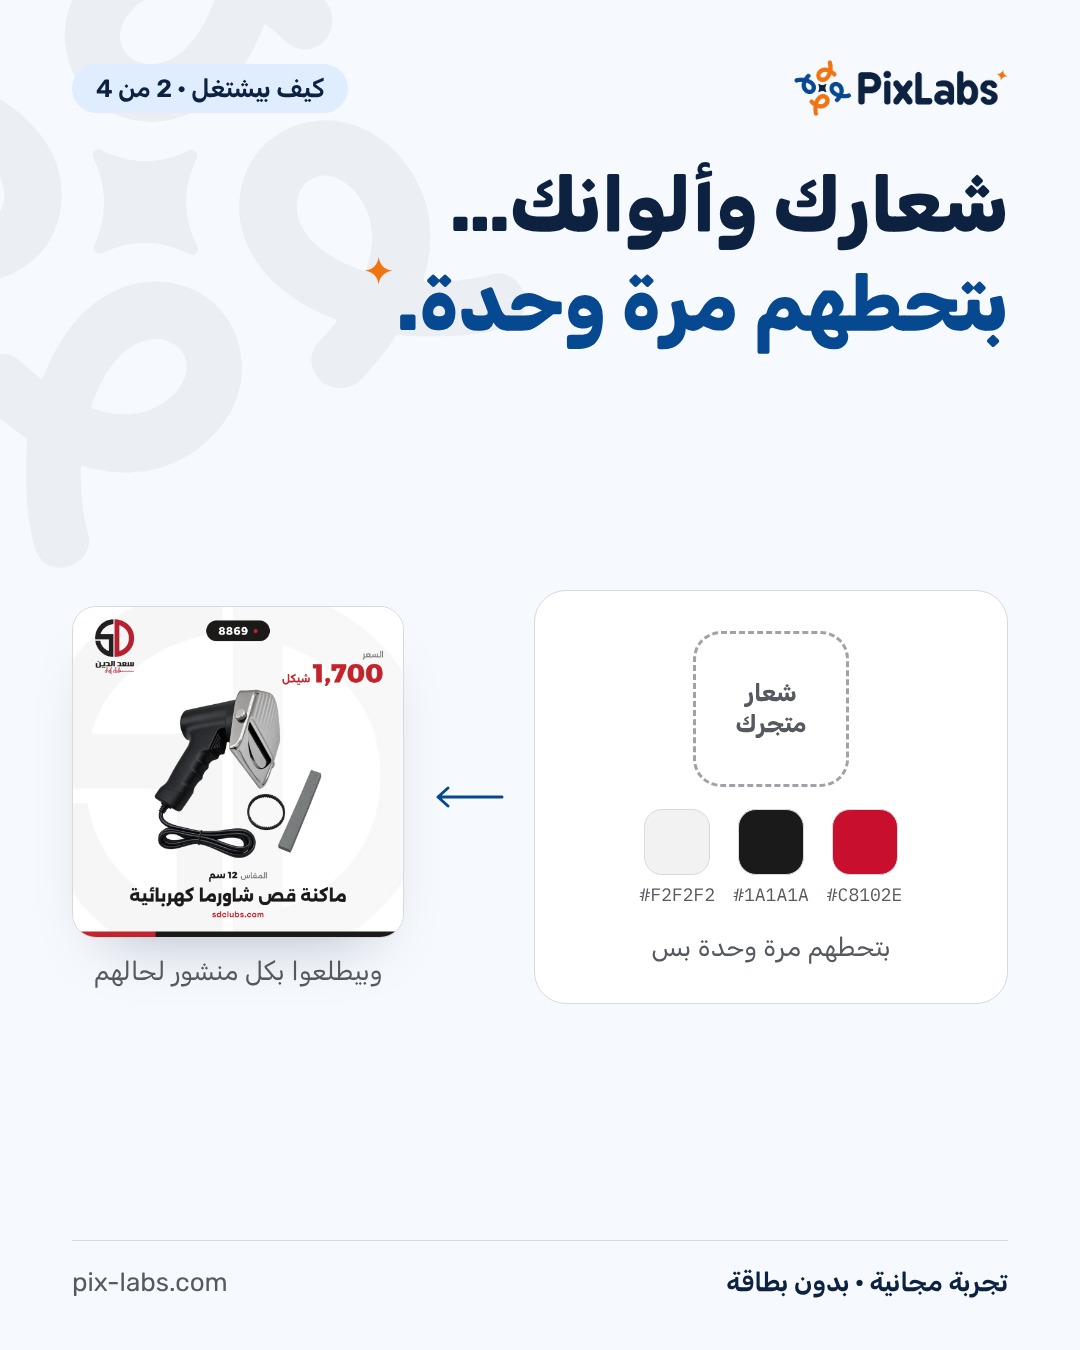 PixLabs
كيف بيشتغل • 2 من 4
شعارك وألوانك...
بتحطهم مرة وحدة.
شعار
متجرك
#C8102E
#1A1A1A
#F2F2F2
بتحطهم مرة وحدة بس
سعد الدين
8869
السعر
1,700 شيكل
المقاس 12 سم
ماكنة قص شاورما كهربائية
sdclubs.com
وبيطلعوا بكل منشور لحالهم
تجربة مجانية • بدون بطاقة
pix-labs.com